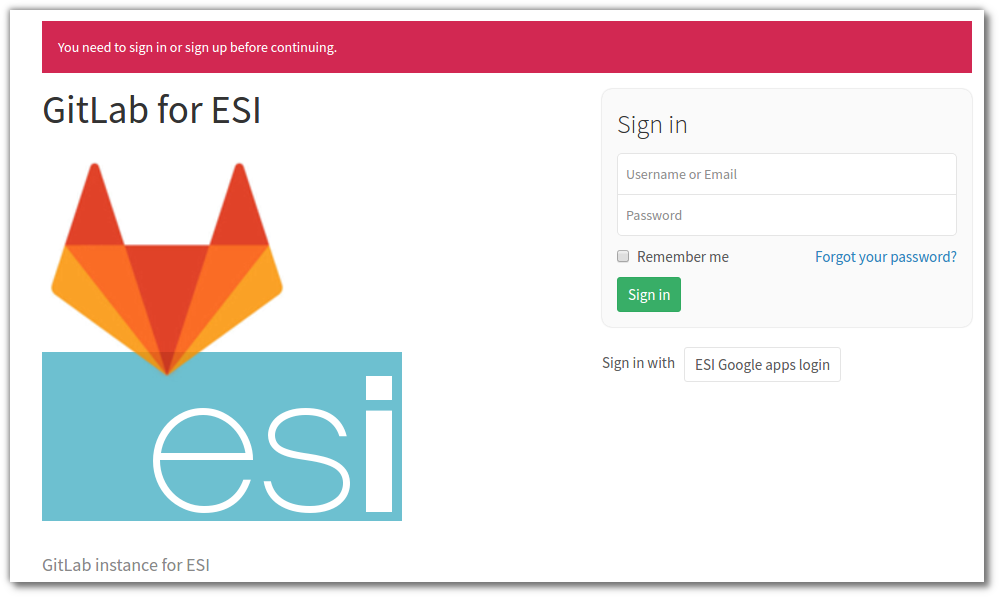 You need to sign in or sign up before continuing.
GitLab for ESI
esi
GitLab instance for ESI
Sign in
Username or Email
Password
Remember me
Forgot your password?
Sign in
Sign in with
ESI Google apps login